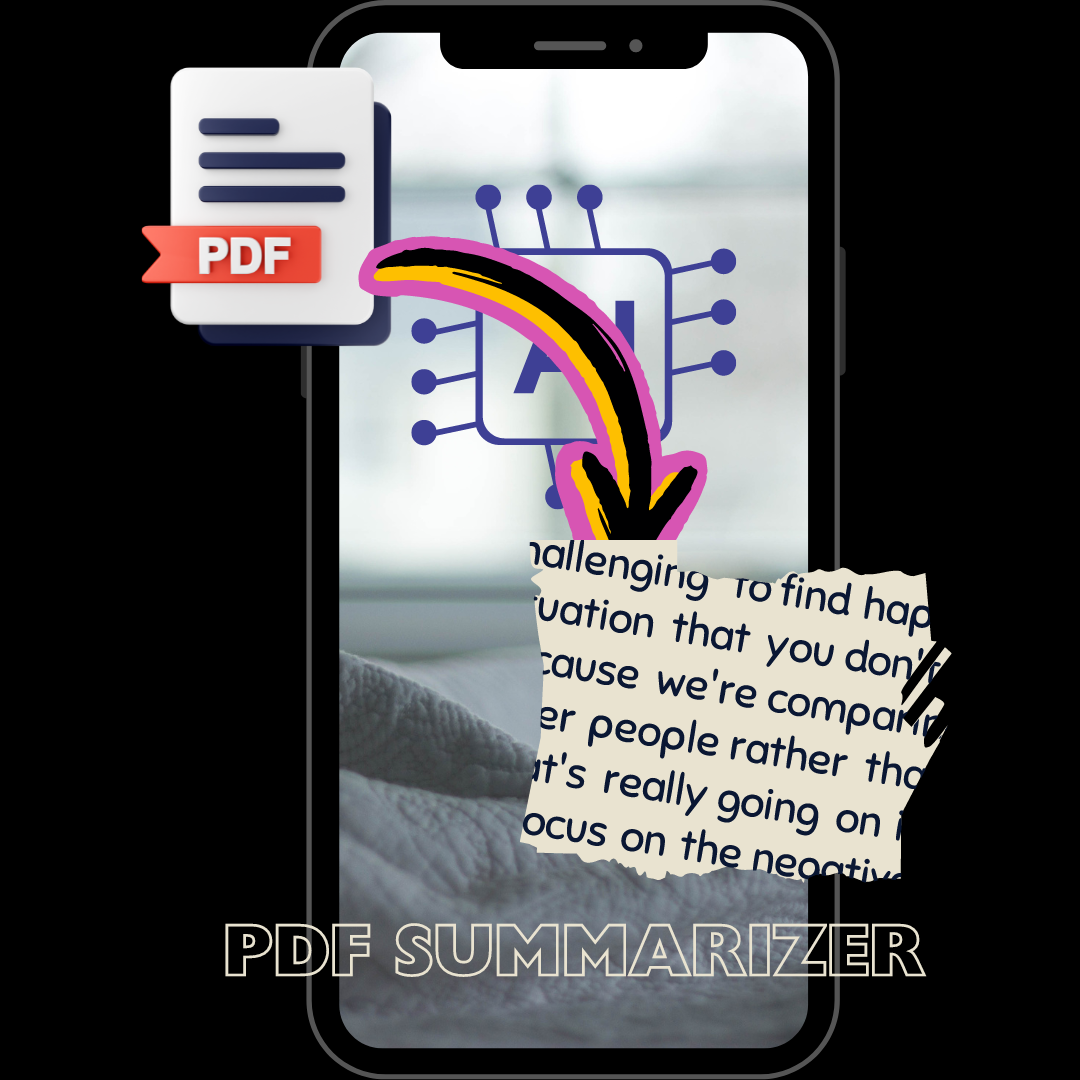 PDF
AI
hallenging to find hap
tuation that you don't
cause we're comparin
er people rather tha
at's really going on i
ocus on the negative
PDF SUMMARIZER